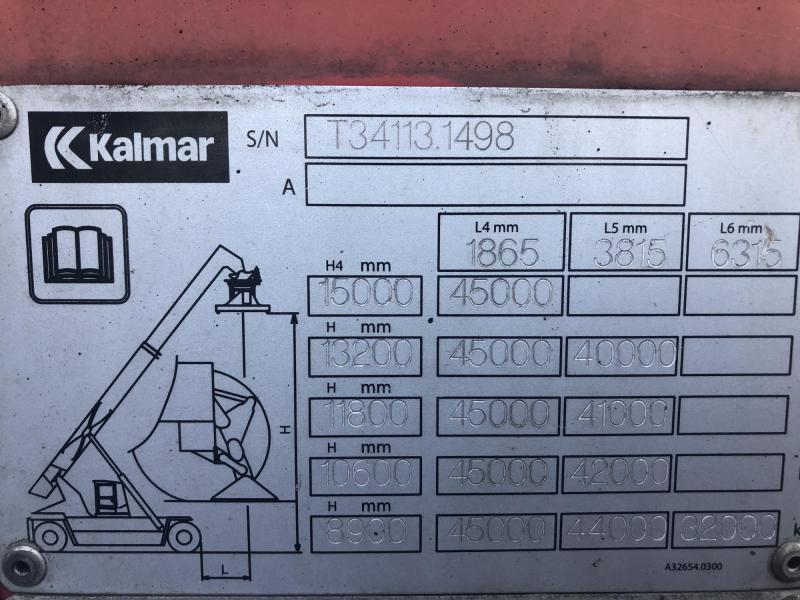 Kalmar S/N T34113.1498
A
L4 mm L5 mm L6 mm
1865 3815 6315
H4 mm
15000 45000
H mm
13200 45000 40000
H mm
11800 45000 41000
H mm
10600 45000 42000
H mm
8900 45000 44000 32000
H
L
A32654.0300